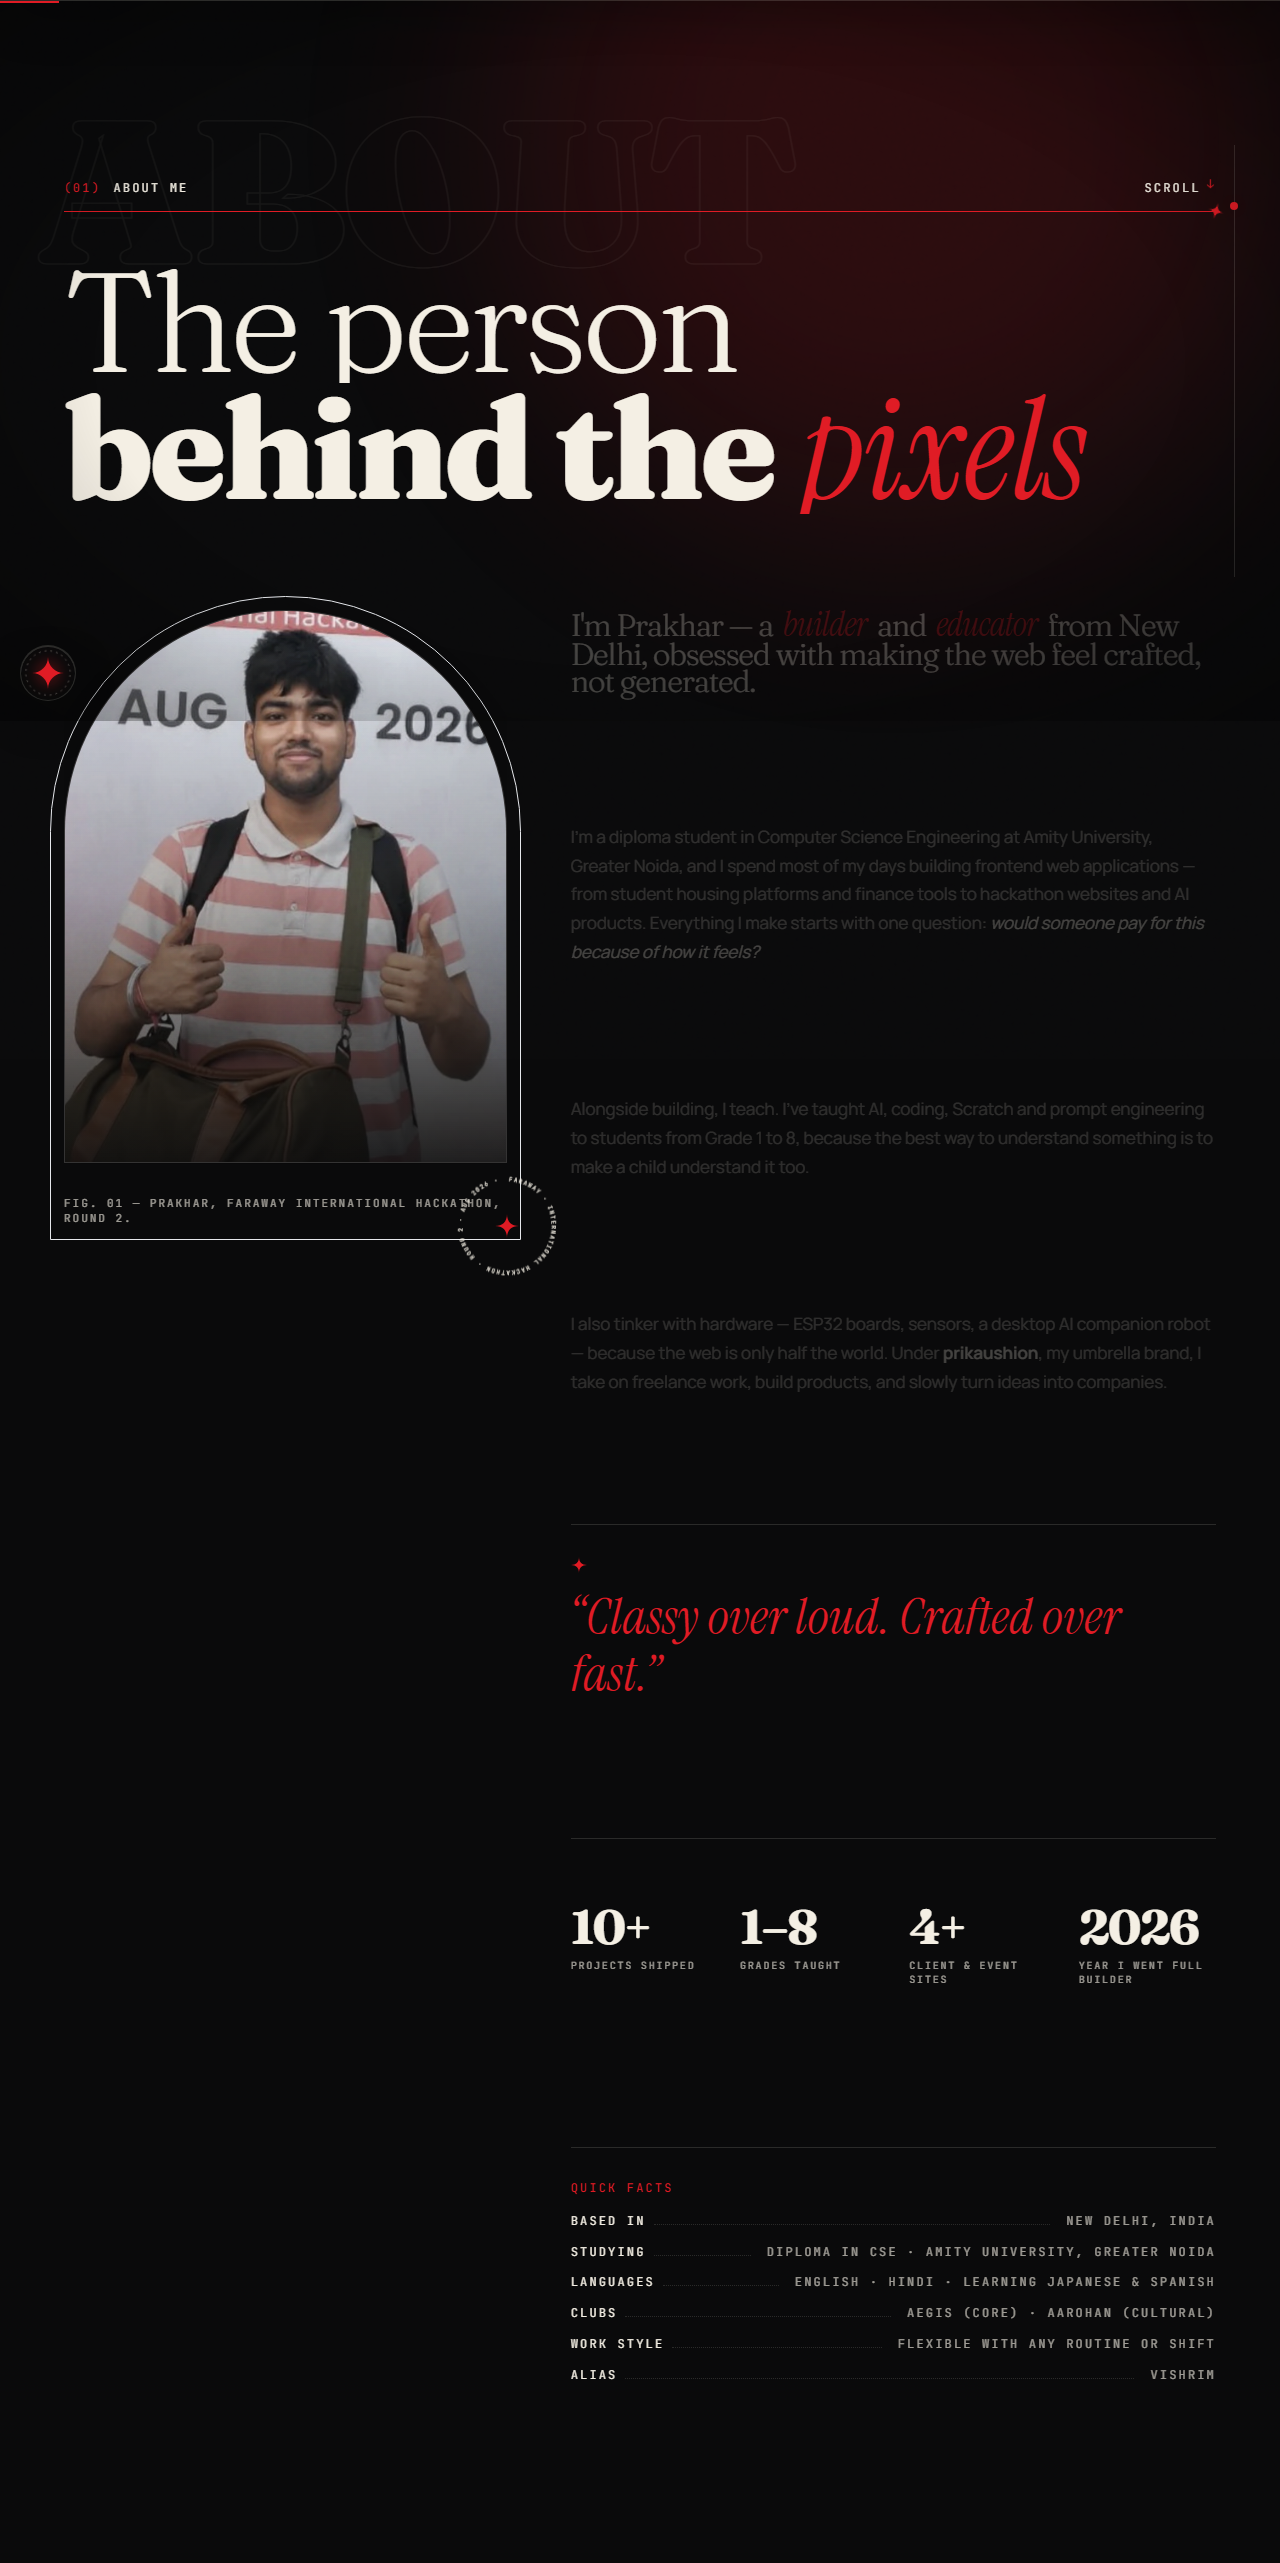 ABOUT
(01) ABOUT ME
SCROLL ↓
The person
behind the pixels
onal Hacka
AUG 2026
I'm Prakhar — a builder and educator from New
Delhi, obsessed with making the web feel crafted,
not generated.
I'm a diploma student in Computer Science Engineering at Amity University,
Greater Noida, and I spend most of my days building frontend web applications —
from student housing platforms and finance tools to hackathon websites and AI
products. Everything I make starts with one question: would someone pay for this
because of how it feels?
Alongside building, I teach. I've taught AI, coding, Scratch and prompt engineering
to students from Grade 1 to 8, because the best way to understand something is to
make a child understand it too.
FIG. 01 — PRAKHAR, FARAWAY INTERNATIONAL HACKATHON,
ROUND 2.
FARAWAY · INTERNATIONAL HACKATHON · ROUND 2 · AUG 2026 ·
I also tinker with hardware — ESP32 boards, sensors, a desktop AI companion robot
— because the web is only half the world. Under prikaushion, my umbrella brand, I
take on freelance work, build products, and slowly turn ideas into companies.
“Classy over loud. Crafted over
fast.”
10+ 1–8 4+ 2026
PROJECTS SHIPPED GRADES TAUGHT CLIENT & EVENT YEAR I WENT FULL
SITES BUILDER
QUICK FACTS
BASED IN NEW DELHI, INDIA
STUDYING DIPLOMA IN CSE · AMITY UNIVERSITY, GREATER NOIDA
LANGUAGES ENGLISH · HINDI · LEARNING JAPANESE & SPANISH
CLUBS AEGIS (CORE) · AAROHAN (CULTURAL)
WORK STYLE FLEXIBLE WITH ANY ROUTINE OR SHIFT
ALIAS VISHRIM